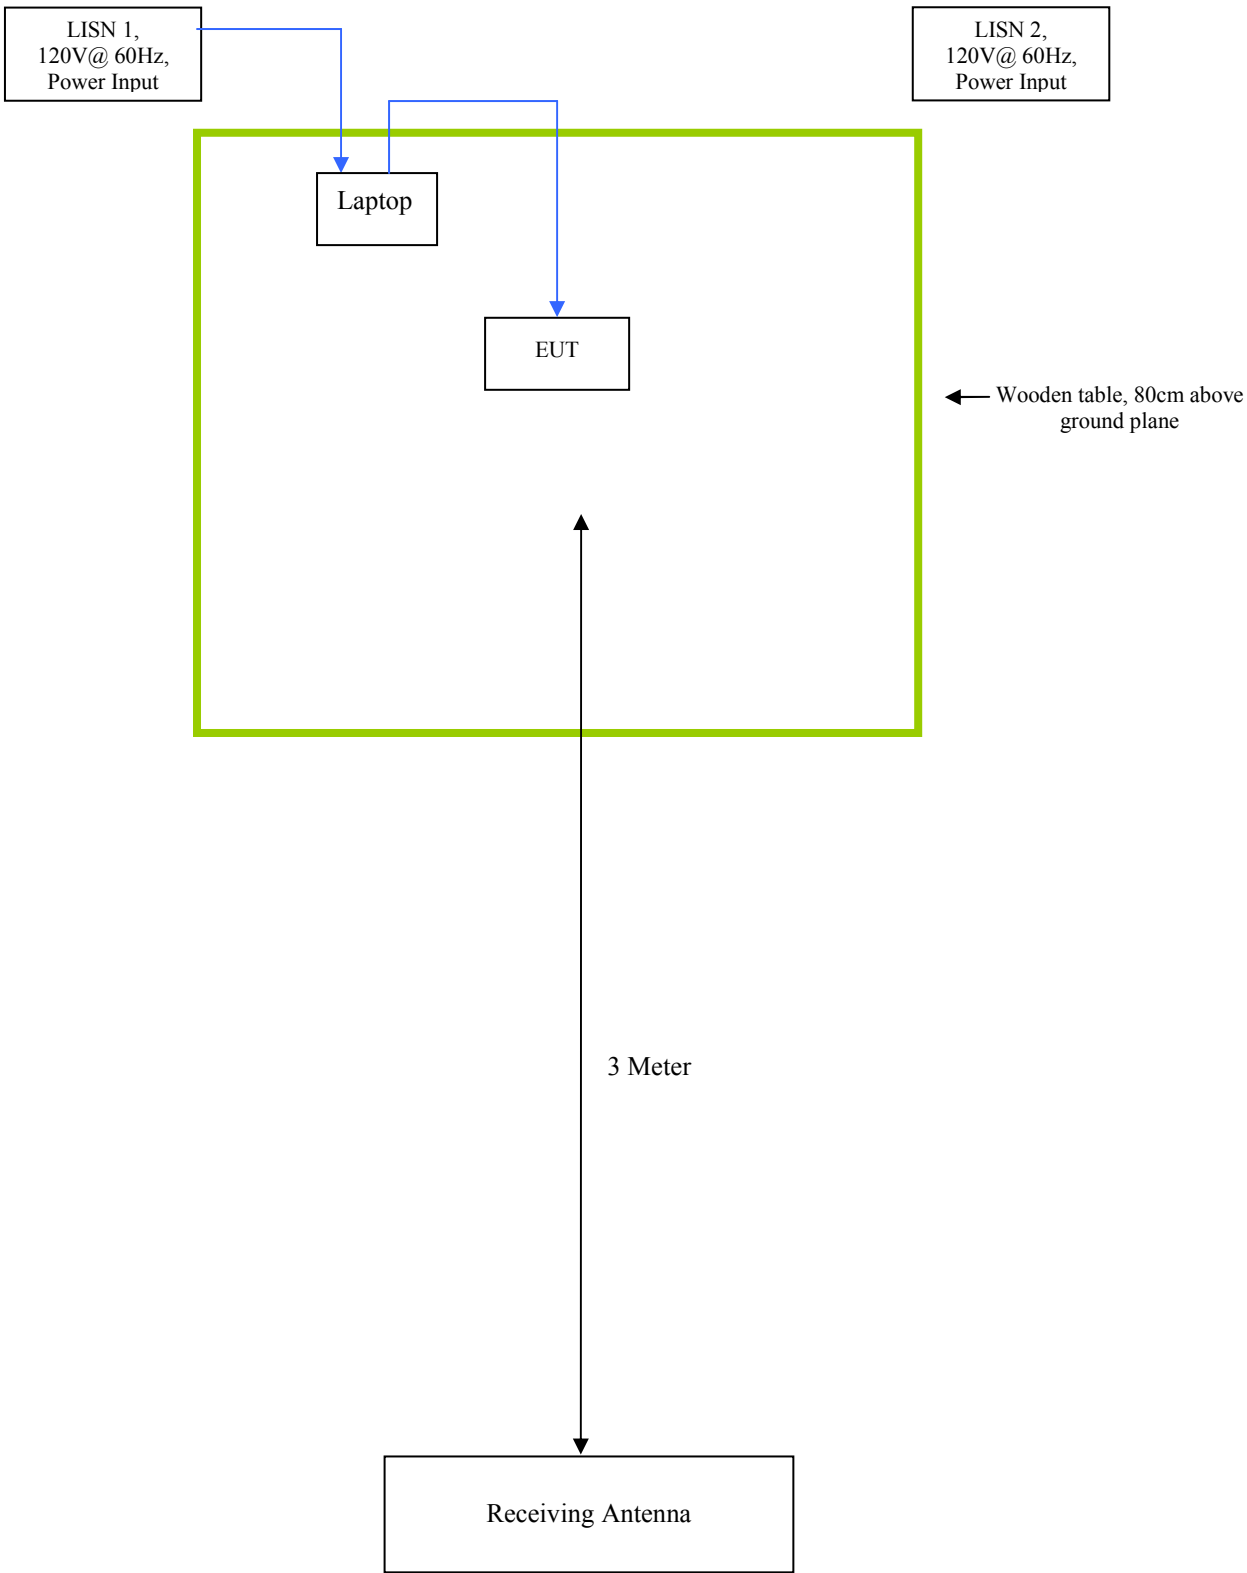 LISN 1,
120V@ 60Hz,
Power Input
LISN 2,
120V@ 60Hz,
Power Input
Laptop
EUT
Wooden table, 80cm above
ground plane
3 Meter
Receiving Antenna